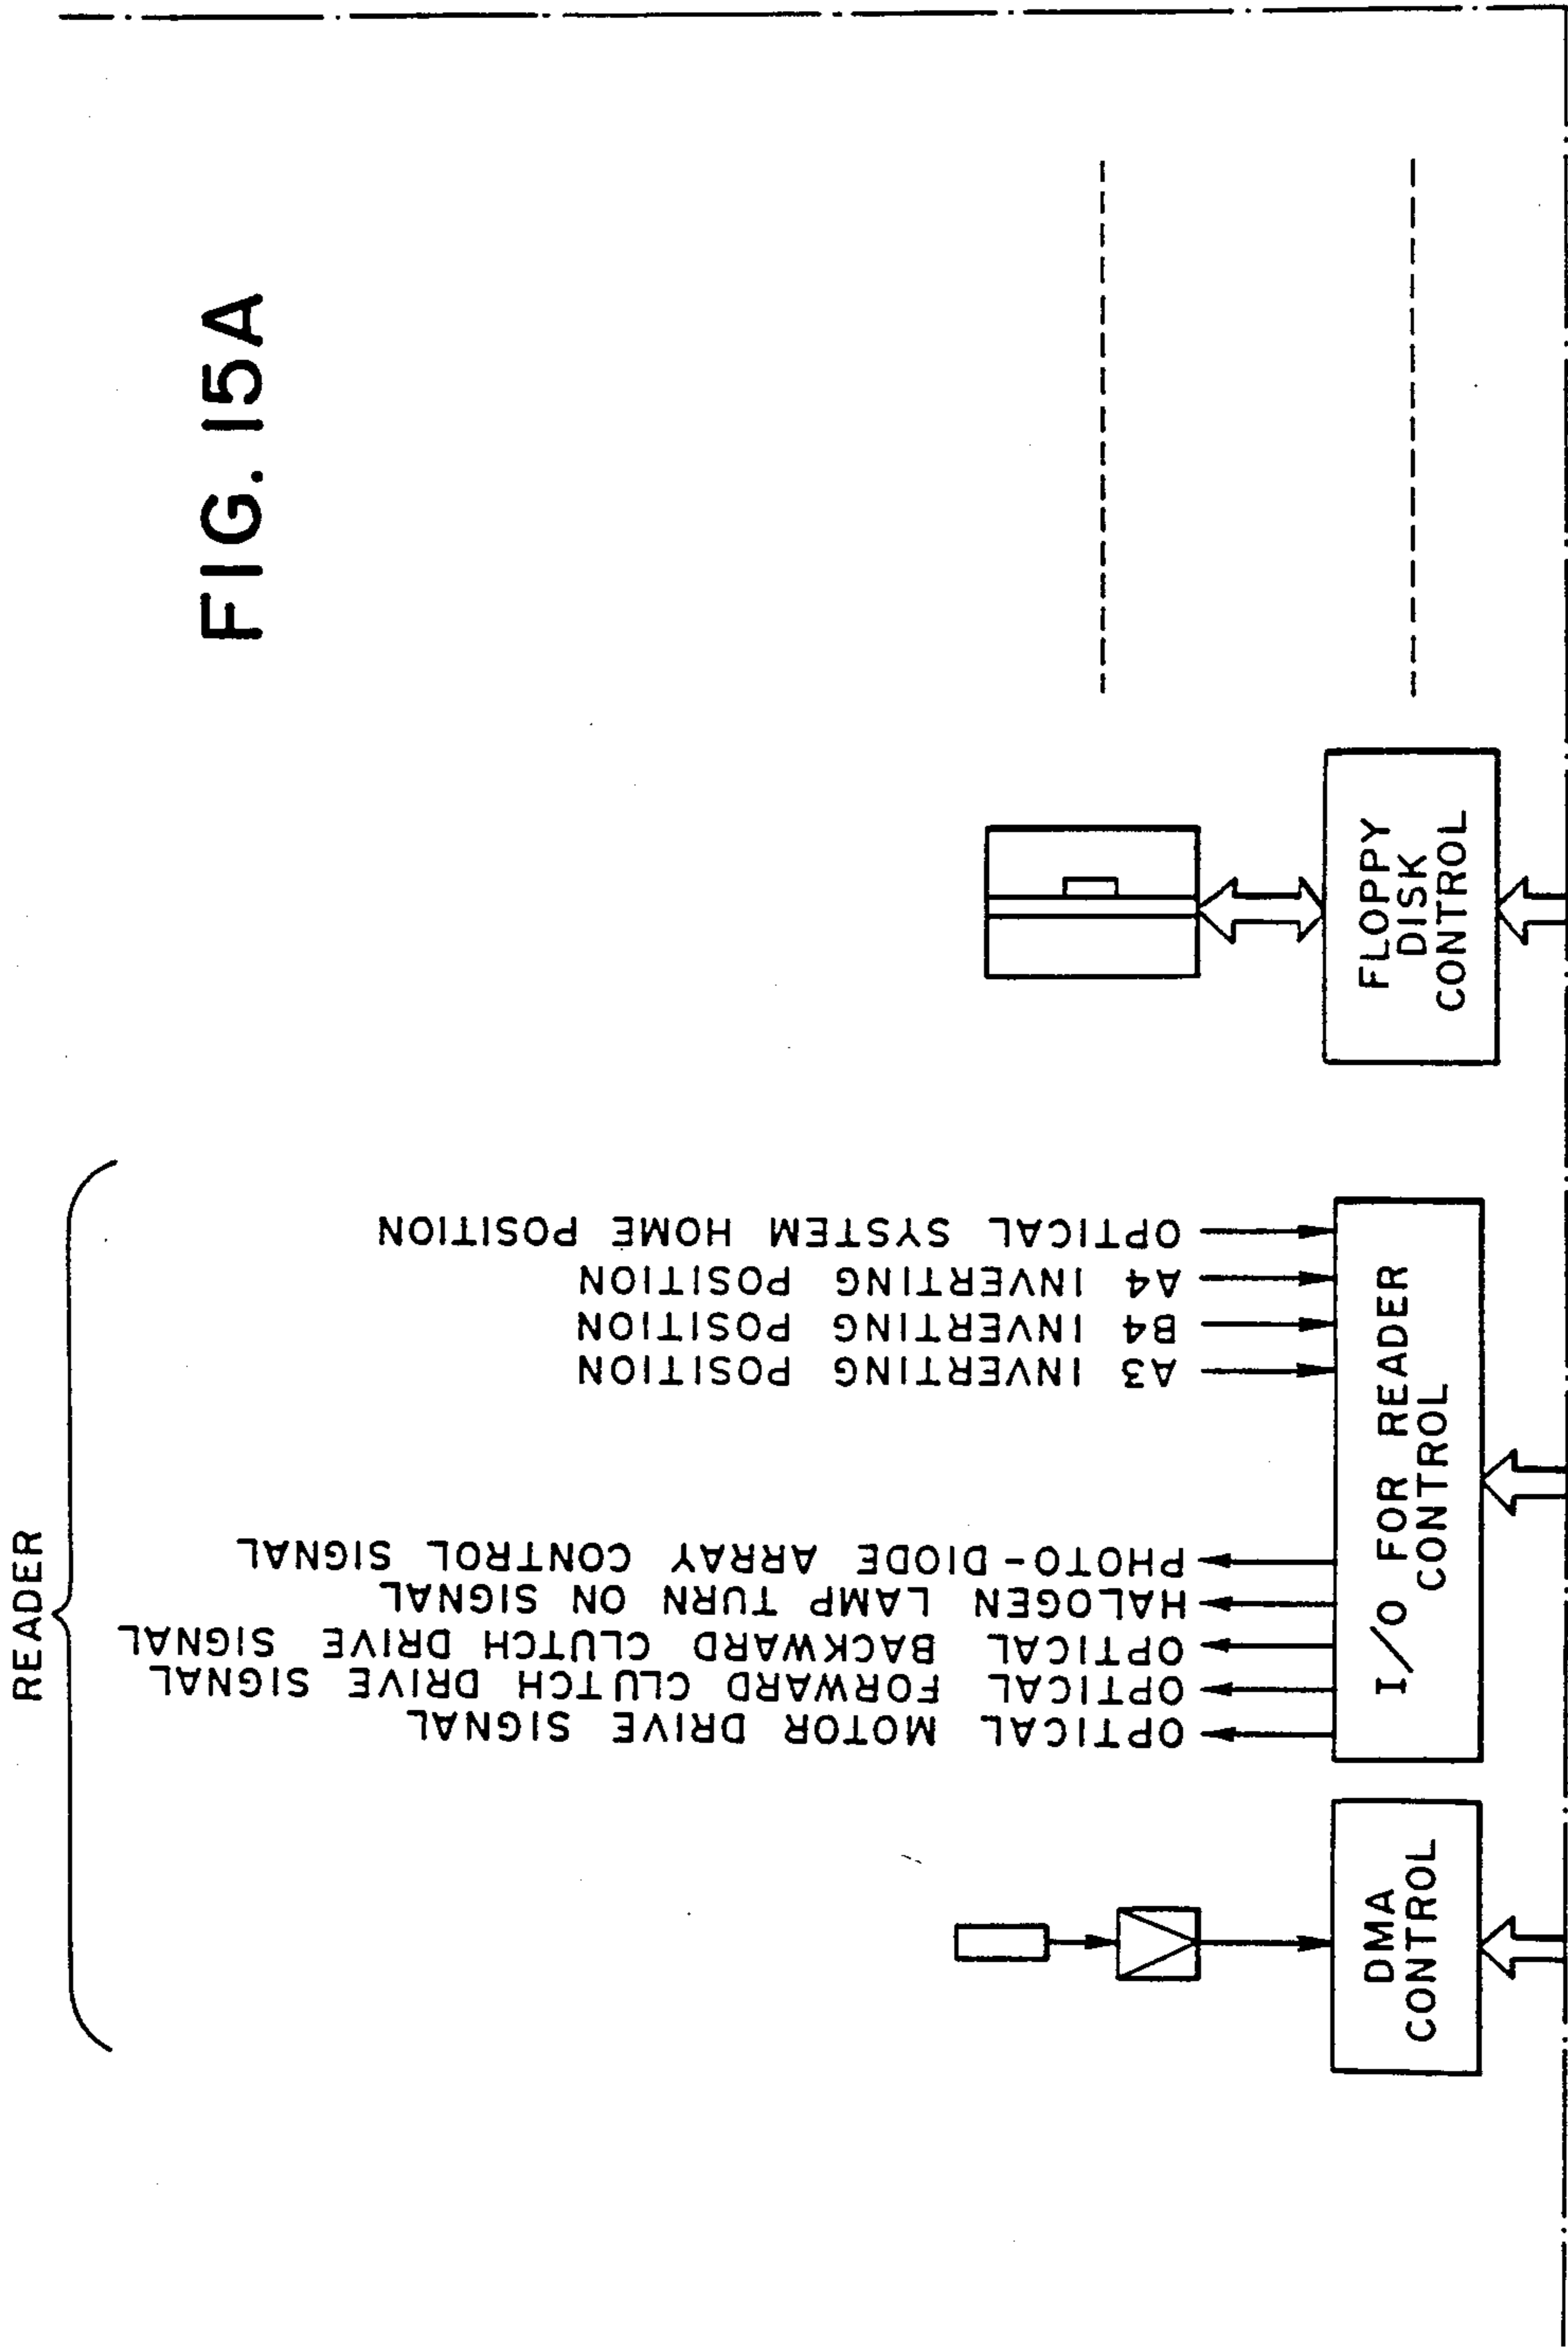 FIG. 15A
READER
OPTICAL MOTOR DRIVE SIGNAL
OPTICAL FORWARD CLUTCH DRIVE SIGNAL
OPTICAL BACKWARD CLUTCH DRIVE SIGNAL
HALOGEN LAMP TURN ON SIGNAL
PHOTO-DIODE ARRAY CONTROL SIGNAL
A3 INVERTING POSITION
B4 INVERTING POSITION
A4 INVERTING POSITION
OPTICAL SYSTEM HOME POSITION
DMA
CONTROL
I/O FOR READER
CONTROL
FLOPPY
DISK
CONTROL